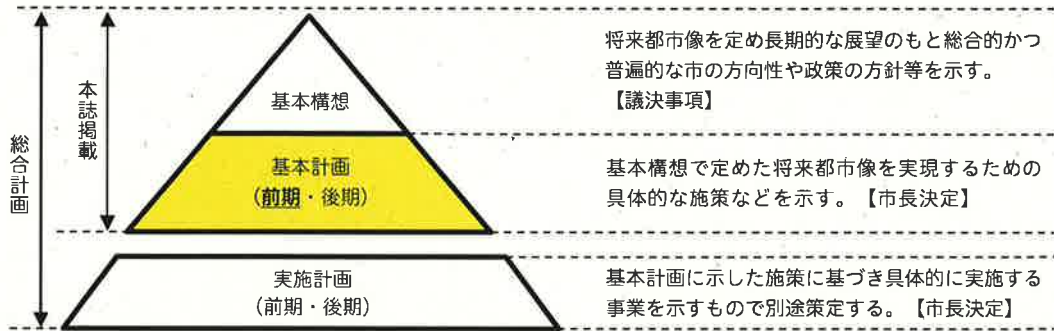 総合計画
本誌掲載
基本構想
将来都市像を定め長期的な展望のもと総合的かつ
普遍的な市の方向性や政策の方針等を示す。
【議決事項】
基本計画
(前期・後期)
基本構想で定めた将来都市像を実現するための
具体的な施策などを示す。【市長決定】
実施計画
(前期・後期)
基本計画に示した施策に基づき具体的に実施する
事業を示すもので別途策定する。【市長決定】